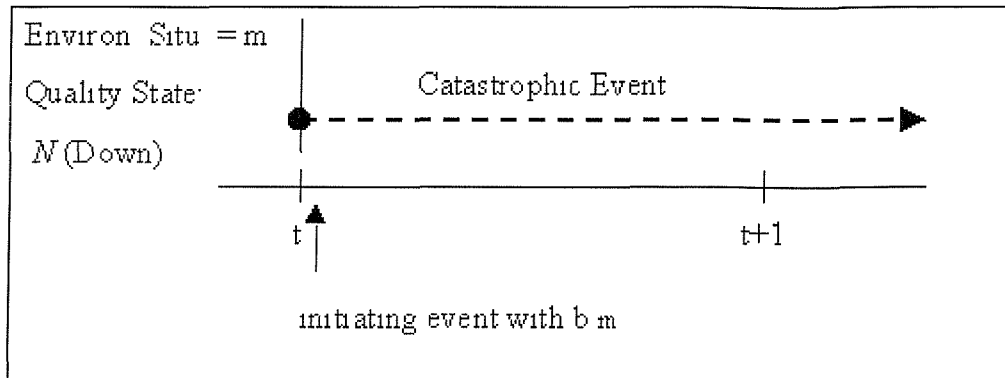 Environ Situ = m
Quality State:
Catastrophic Event
N (Down)
t
t+1
initiating event with b m